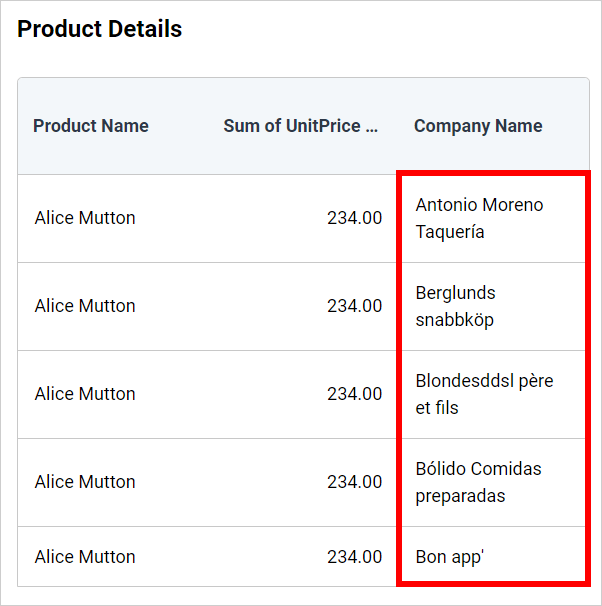 Product Details
Product Name Sum of UnitPrice ... Company Name
Alice Mutton 234.00 Antonio Moreno
Taquería
Alice Mutton 234.00 Berglunds
snabbköp
Alice Mutton 234.00 Blondesddsl père
et fils
Alice Mutton 234.00 Bólido Comidas
preparadas
Alice Mutton 234.00 Bon app'